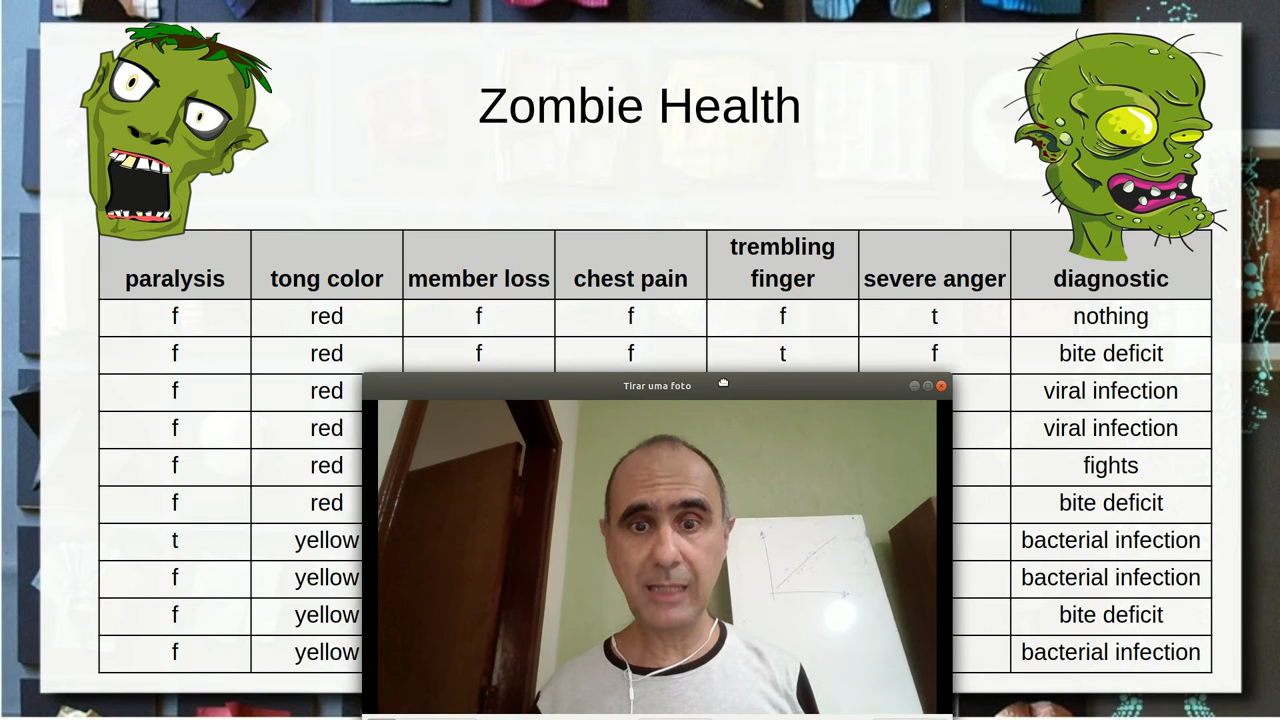 Zombie Health
paralysis tong color member loss chest pain trembling finger severe anger diagnostic
f red f f f t nothing
f red f f t f bite deficit
Tirar uma foto
f red viral infection
f red viral infection
f red fights
f red bite deficit
t yellow bacterial infection
f yellow bacterial infection
f yellow bite deficit
f yellow bacterial infection